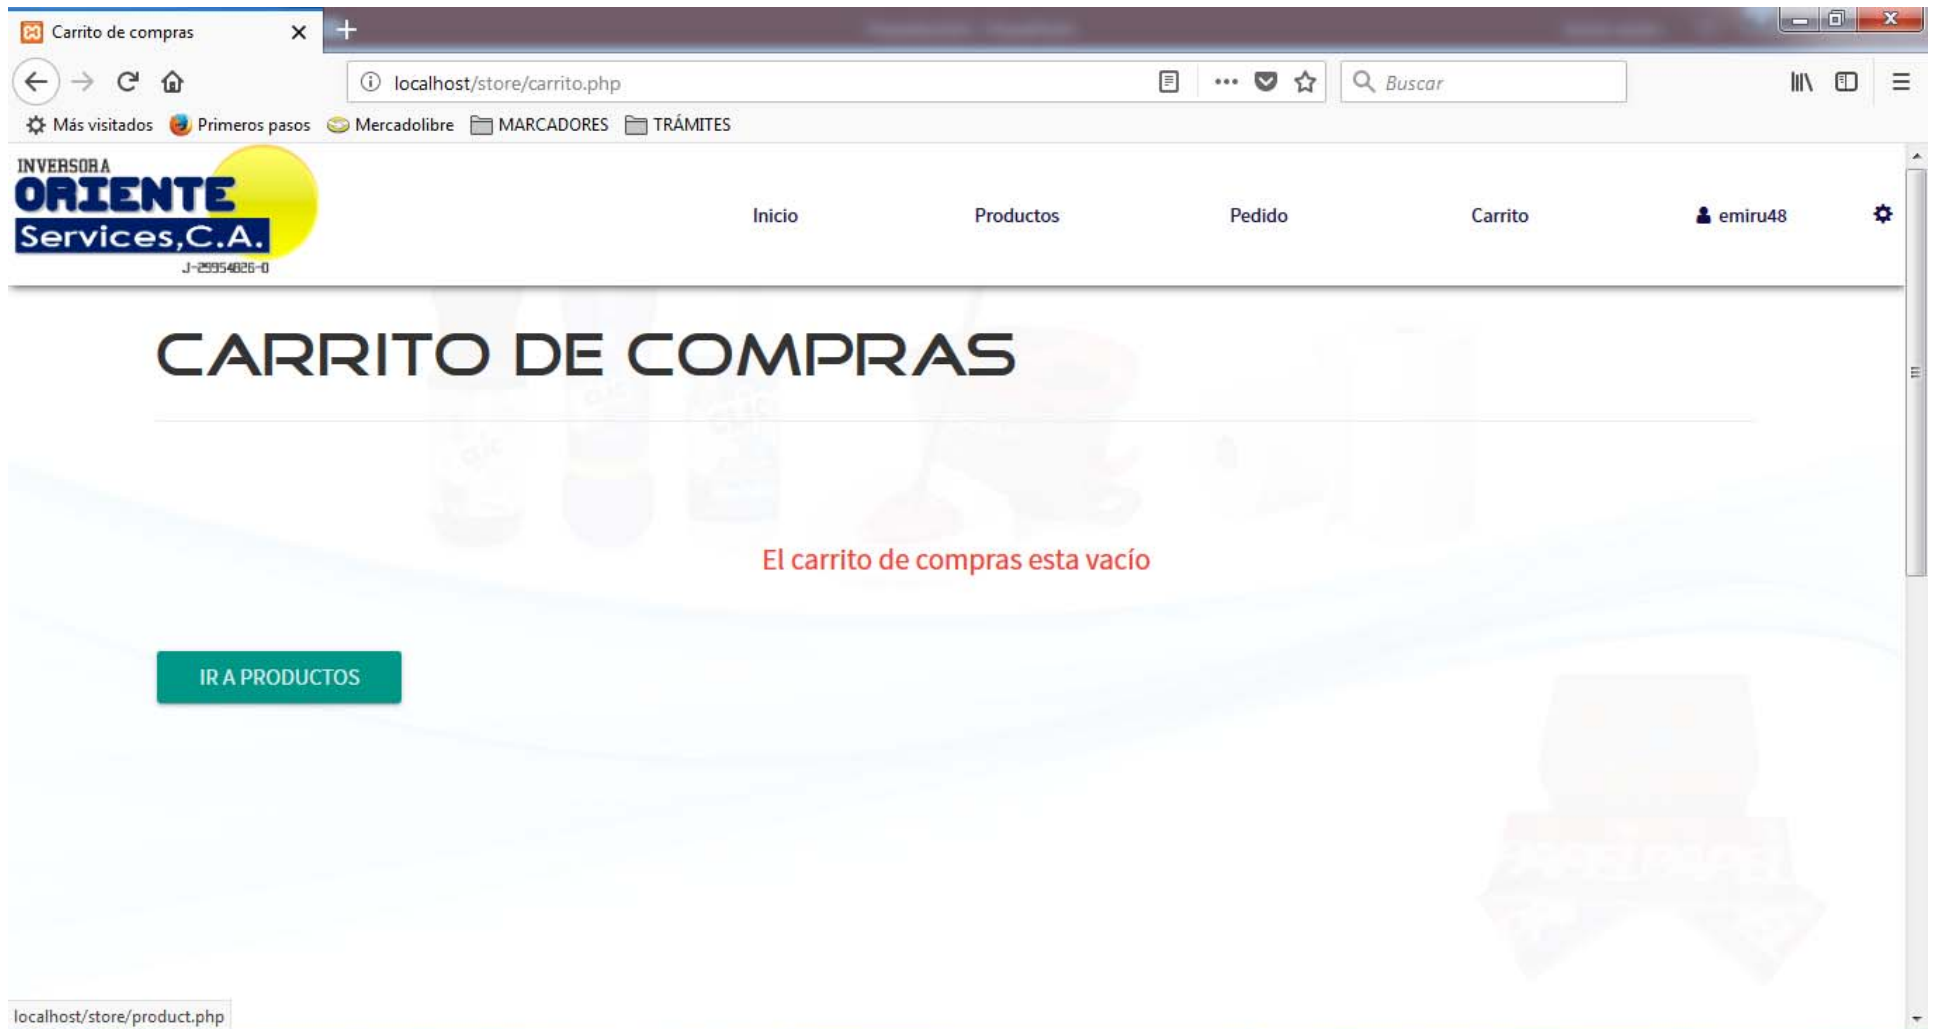 Carrito de compras
localhost/store/carrito.php
Buscar
Más visitados Primeros pasos Mercadolibre MARCADORES TRÁMITES
INVERSORA
ORIENTE
Services,C.A.
J-29954826-0
Inicio Productos Pedido Carrito emiru48
CARRITO DE COMPRAS
El carrito de compras esta vacío
IR A PRODUCTOS
localhost/store/product.php